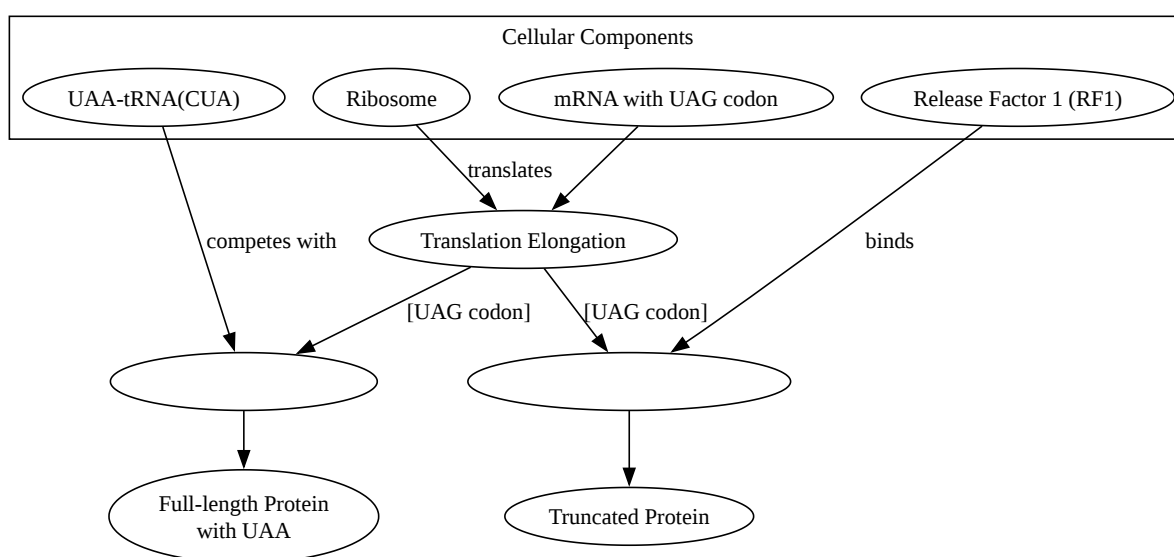 Cellular Components
UAA-tRNA(CUA)
Ribosome
mRNA with UAG codon
Release Factor 1 (RF1)
translates
competes with
Translation Elongation
binds
[UAG codon]
[UAG codon]
Full-length Protein
with UAA
Truncated Protein